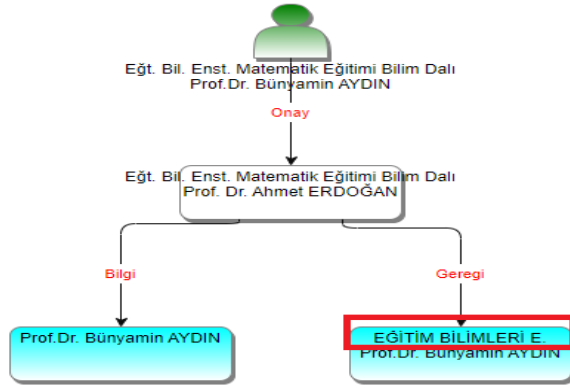 Eğt. Bil. Enst. Matematik Eğitimi Bilim Dalı
Prof.Dr. Bünyamin AYDIN
Onay
Eğt. Bil. Enst. Matematik Eğitimi Bilim Dalı
Prof. Dr. Ahmet ERDOĞAN
Bilgi
Geregi
Prof.Dr. Bünyamin AYDIN
EĞİTİM BİLİMLERİ E.
Prof.Dr. Bünyamin AYDIN